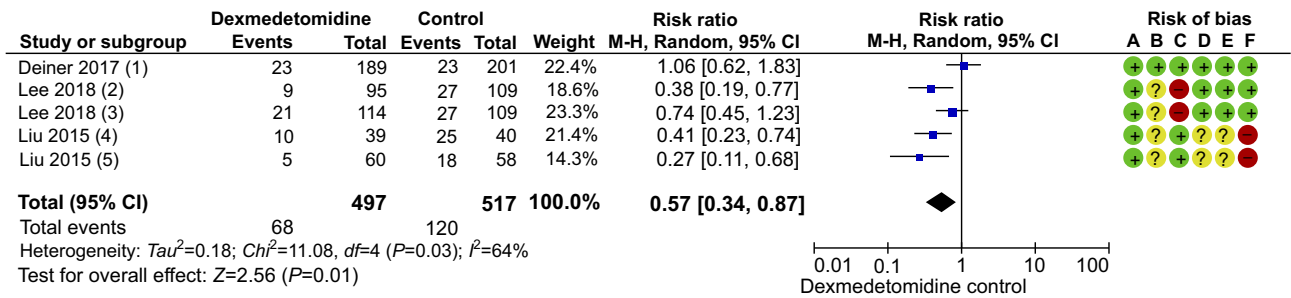 Dexmedetomidine Control Risk ratio Risk ratio Risk of bias
Study or subgroup Events Total Events Total Weight M-H, Random, 95% CI M-H, Random, 95% CI A B C D E F
Deiner 2017 (1) 23 189 23 201 22.4% 1.06 [0.62, 1.83] + + + + + +
Lee 2018 (2) 9 95 27 109 18.6% 0.38 [0.19, 0.77] + ? − + + +
Lee 2018 (3) 21 114 27 109 23.3% 0.74 [0.45, 1.23] + ? − + + +
Liu 2015 (4) 10 39 25 40 21.4% 0.41 [0.23, 0.74] + ? + ? ? −
Liu 2015 (5) 5 60 18 58 14.3% 0.27 [0.11, 0.68] + ? + ? ? −
Total (95% CI) 497 517 100.0% 0.57 [0.34, 0.87]
Total events 68 120
Heterogeneity: Tau²=0.18; Chi²=11.08, df=4 (P=0.03); I²=64%
Test for overall effect: Z=2.56 (P=0.01)
0.01 0.1 1 10 100
Dexmedetomidine control